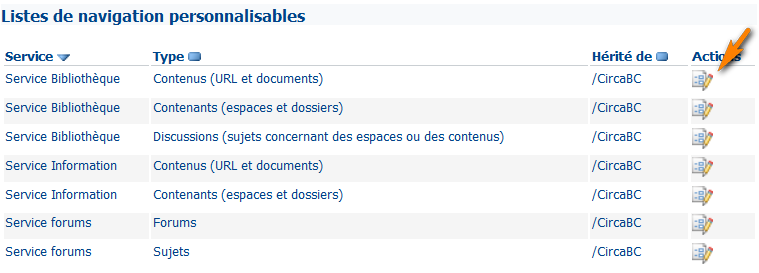 Listes de navigation personnalisables
Service Type Hérité de Actions
Service Bibliothèque Contenus (URL et documents) /CircaBC
Service Bibliothèque Contenants (espaces et dossiers) /CircaBC
Service Bibliothèque Discussions (sujets concernant des espaces ou des contenus) /CircaBC
Service Information Contenus (URL et documents) /CircaBC
Service Information Contenants (espaces et dossiers) /CircaBC
Service forums Forums /CircaBC
Service forums Sujets /CircaBC